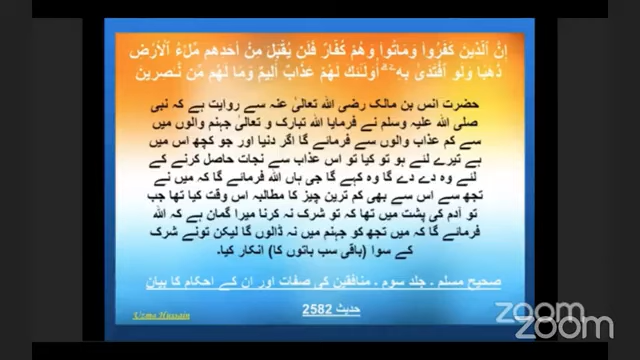 إِنَّ ٱلَّذِينَ كَفَرُوا۟ وَمَاتُوا۟ وَهُمْ كُفَّارٌ فَلَن يُقْبَلَ مِنْ أَحَدِهِم مِّلْءُ ٱلْأَرْضِ
ذَهَبًا وَلَوِ ٱفْتَدَىٰ بِهِۦٓ ۗ أُو۟لَـٰٓئِكَ لَهُمْ عَذَابٌ أَلِيمٌ وَمَا لَهُم مِّن نَّـٰصِرِينَ
حضرت انس بن مالک رضی اللہ تعالیٰ عنہ سے روایت ہے کہ نبی
صلی اللہ علیہ وسلم نے فرمایا اللہ تبارک و تعالیٰ جہنم والوں میں
سے کم عذاب والوں سے فرمائے گا اگر دنیا اور جو کچھ اس میں
ہے تیرے لئے ہو تو کیا تو اس عذاب سے نجات حاصل کرنے کے
لئے وہ دے دے گا وہ کہے گا جی ہاں اللہ فرمائے گا کہ میں نے
تجھ سے اس سے بھی کم ترین چیز کا مطالبہ اس وقت کیا تھا جب
تو آدم کی پشت میں تھا کہ تو شرک نہ کرنا میرا گمان ہے کہ اللہ
فرمائے گا کہ میں تجھ کو جہنم میں نہ ڈالوں گا لیکن تونے شرک
کے سوا (باقی سب باتوں کا) انکار کیا۔
صحیح مسلم ۔ جلد سوم ۔ منافقین کی صفات اور ان کے احکام کا بیان
حدیث 2582
Uzma Hussain
zoom
zoom